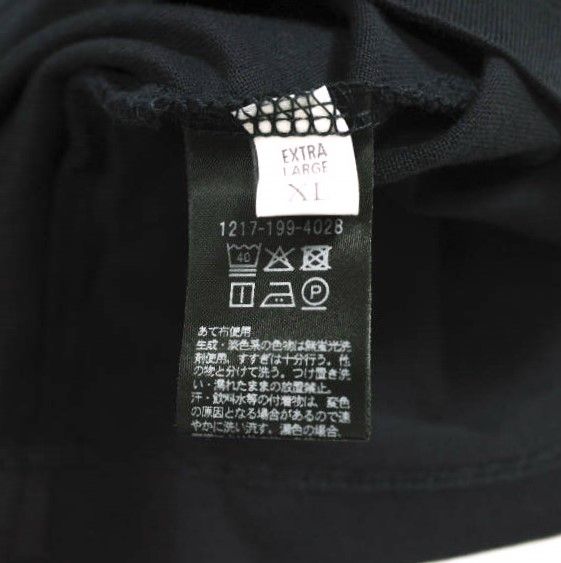 EXTRA
LARGE
XL
1217-199-4028
40
P
あて布使用
生成・淡色系の色物は無蛍光洗
剤使用。すすぎは十分行う。他
の物と分けて洗う。つけ置き洗
い・濡れたままの放置禁止。
汗・飲料水等の付着物は、変色
の原因となる場合があるので速
やかに洗い流す。濃色の場合、